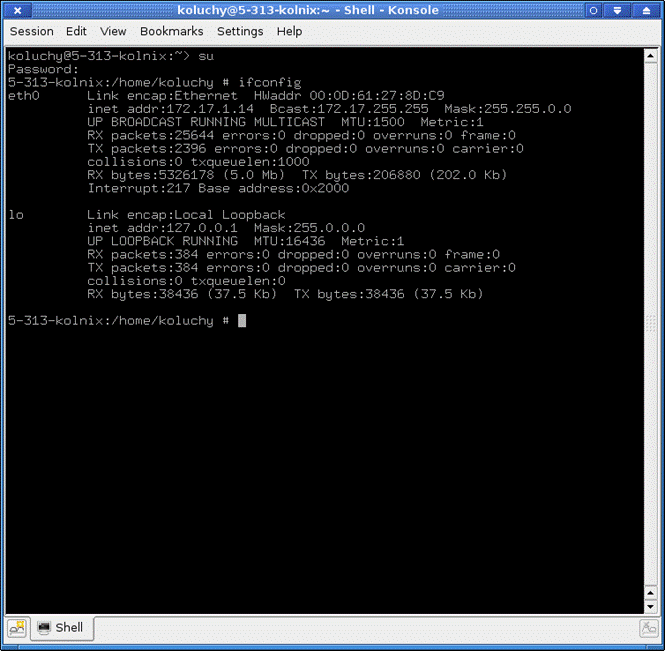 koluchy@5-313-kolnix:~ - Shell - Konsole
Session Edit View Bookmarks Settings Help
koluchy@5-313-kolnix:~> su
Password:
5-313-kolnix:/home/koluchy # ifconfig
eth0 Link encap:Ethernet HWaddr 00:0D:61:27:8D:C9
inet addr:172.17.1.14 Bcast:172.17.255.255 Mask:255.255.0.0
UP BROADCAST RUNNING MULTICAST MTU:1500 Metric:1
RX packets:25644 errors:0 dropped:0 overruns:0 frame:0
TX packets:2396 errors:0 dropped:0 overruns:0 carrier:0
collisions:0 txqueuelen:1000
RX bytes:5326178 (5.0 Mb) TX bytes:206880 (202.0 Kb)
Interrupt:217 Base address:0x2000
lo Link encap:Local Loopback
inet addr:127.0.0.1 Mask:255.0.0.0
UP LOOPBACK RUNNING MTU:16436 Metric:1
RX packets:384 errors:0 dropped:0 overruns:0 frame:0
TX packets:384 errors:0 dropped:0 overruns:0 carrier:0
collisions:0 txqueuelen:0
RX bytes:38436 (37.5 Kb) TX bytes:38436 (37.5 Kb)
5-313-kolnix:/home/koluchy #
Shell